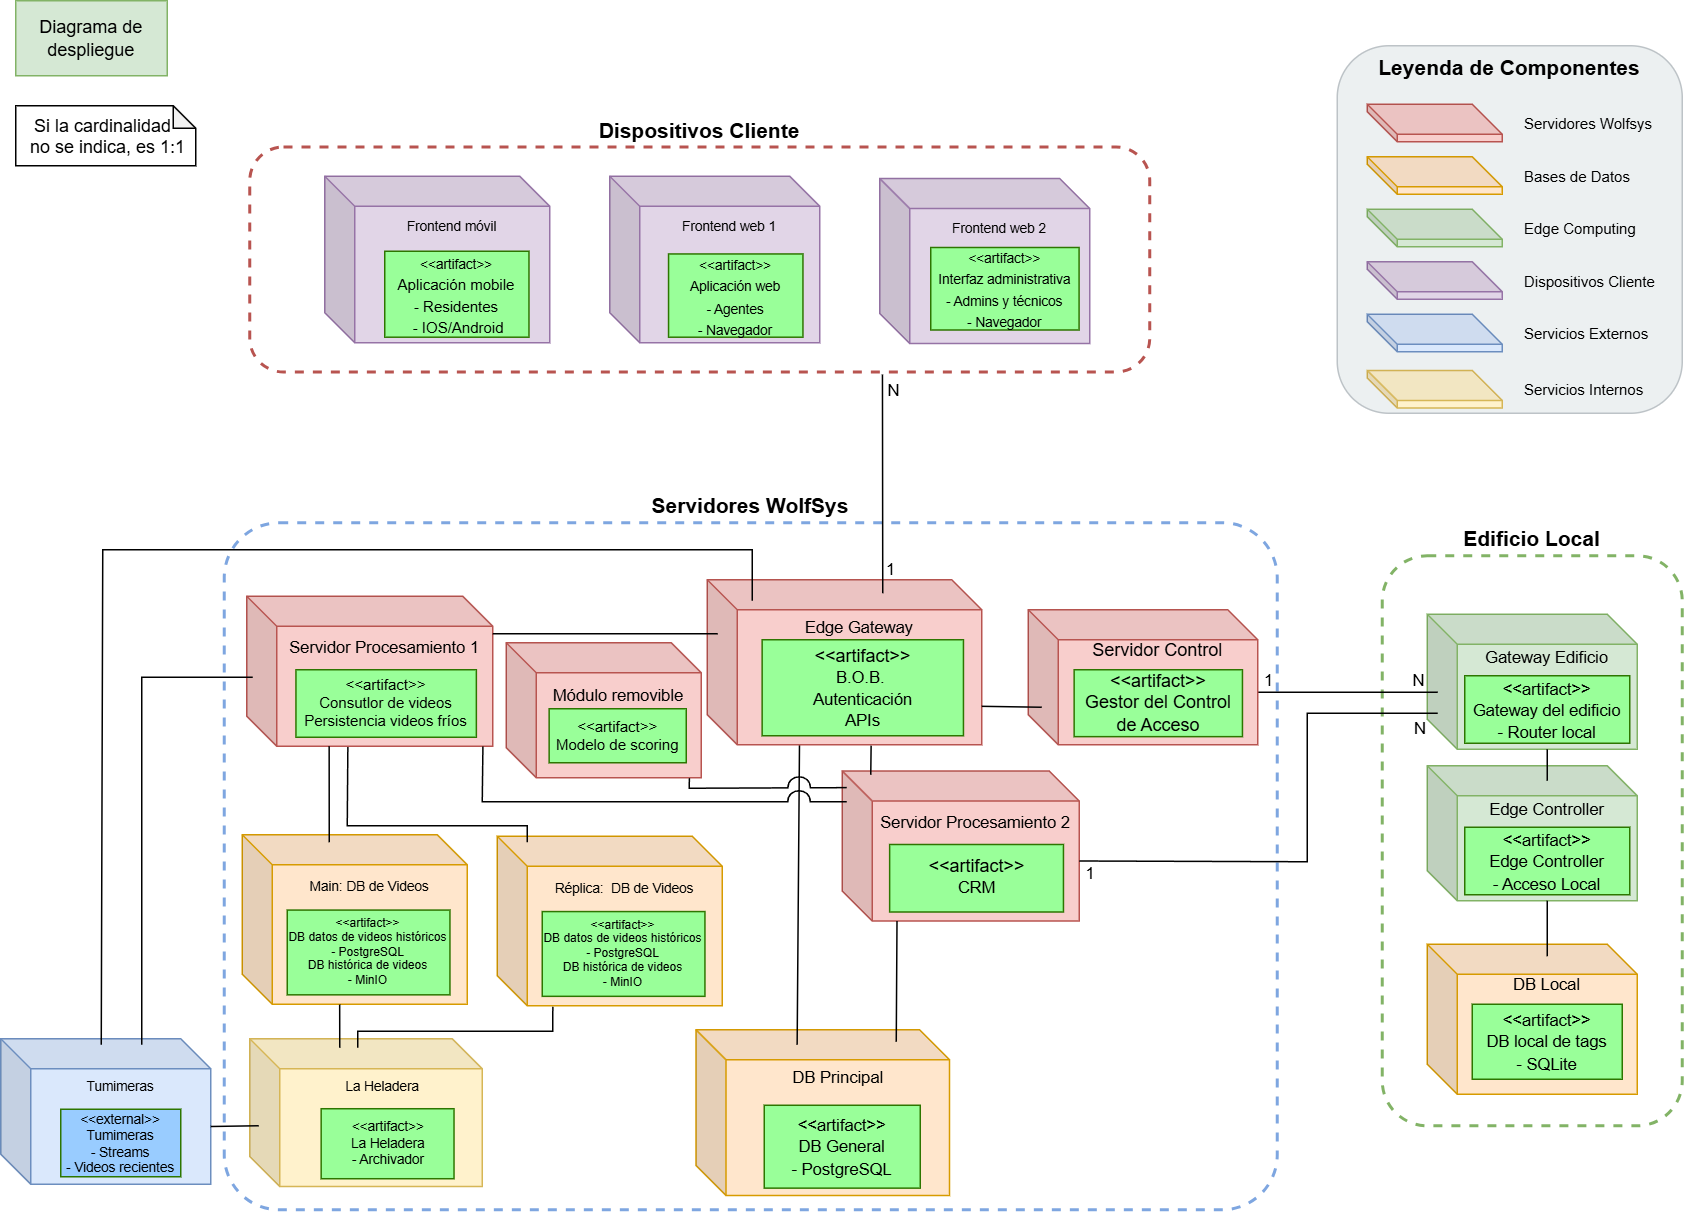 Diagrama de
despliegue
Si la cardinalidad
no se indica, es 1:1
Leyenda de Componentes
Servidores Wolfsys
Bases de Datos
Edge Computing
Dispositivos Cliente
Servicios Externos
Servicios Internos
Dispositivos Cliente
Frontend móvil
<<artifact>>
Aplicación mobile
- Residentes
- IOS/Android
Frontend web 1
<<artifact>>
Aplicación web
- Agentes
- Navegador
Frontend web 2
<<artifact>>
Interfaz administrativa
- Admins y técnicos
- Navegador
N
1
Servidores WolfSys
Servidor Procesamiento 1
<<artifact>>
Consutlor de videos
Persistencia videos fríos
Módulo removible
<<artifact>>
Modelo de scoring
Edge Gateway
<<artifact>>
B.O.B.
Autenticación
APIs
Servidor Control
<<artifact>>
Gestor del Control
de Acceso
1
N
N
1
Servidor Procesamiento 2
<<artifact>>
CRM
Main: DB de Videos
<<artifact>>
DB datos de videos históricos
- PostgreSQL
DB histórica de videos
- MinIO
Réplica:  DB de Videos
<<artifact>>
DB datos de videos históricos
- PostgreSQL
DB histórica de videos
- MinIO
Tumimeras
<<external>>
Tumimeras
- Streams
- Videos recientes
La Heladera
<<artifact>>
La Heladera
- Archivador
DB Principal
<<artifact>>
DB General
- PostgreSQL
Edificio Local
Gateway Edificio
<<artifact>>
Gateway del edificio
- Router local
Edge Controller
<<artifact>>
Edge Controller
- Acceso Local
DB Local
<<artifact>>
DB local de tags
- SQLite